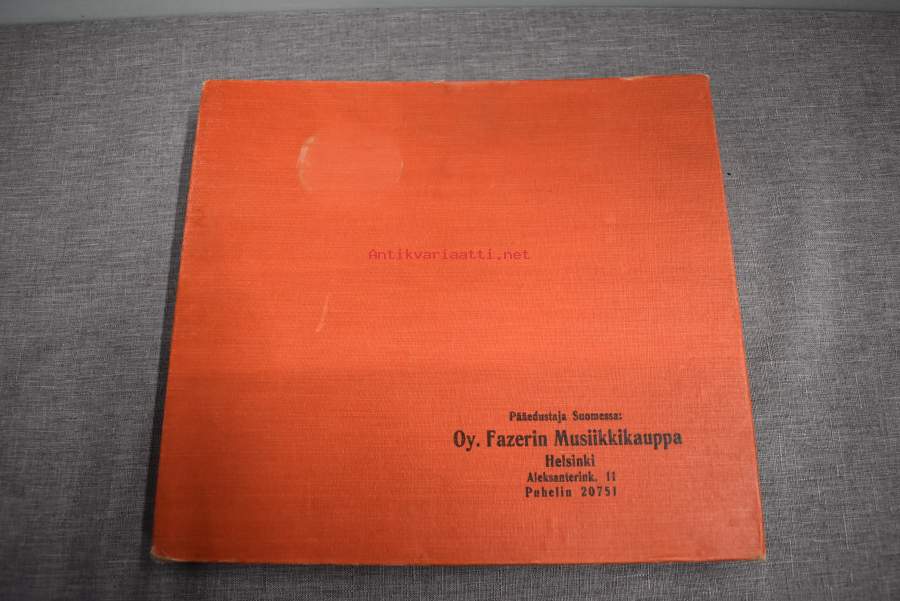 Antikvariaatti.net
Pääedustaja Suomessa:
Oy. Fazerin Musiikkikauppa
Helsinki
Aleksanterink. 11
Puhelin 20751